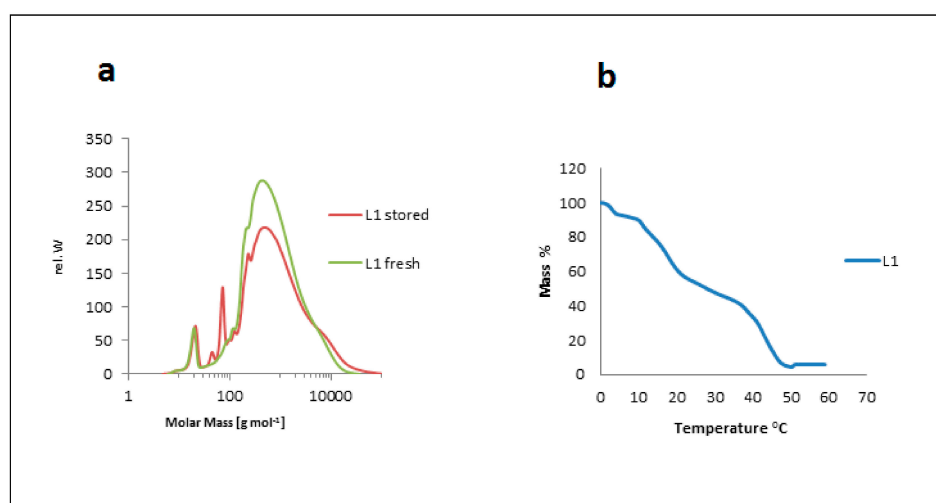 a
350
300
250
200
150
100
50
0
rel. W
1
100
10000
Molar Mass [g mol-1]
L1 stored
L1 fresh
b
120
100
80
60
40
20
0
Mass %
0 10 20 30 40 50 60 70
Temperature ⁰C
L1